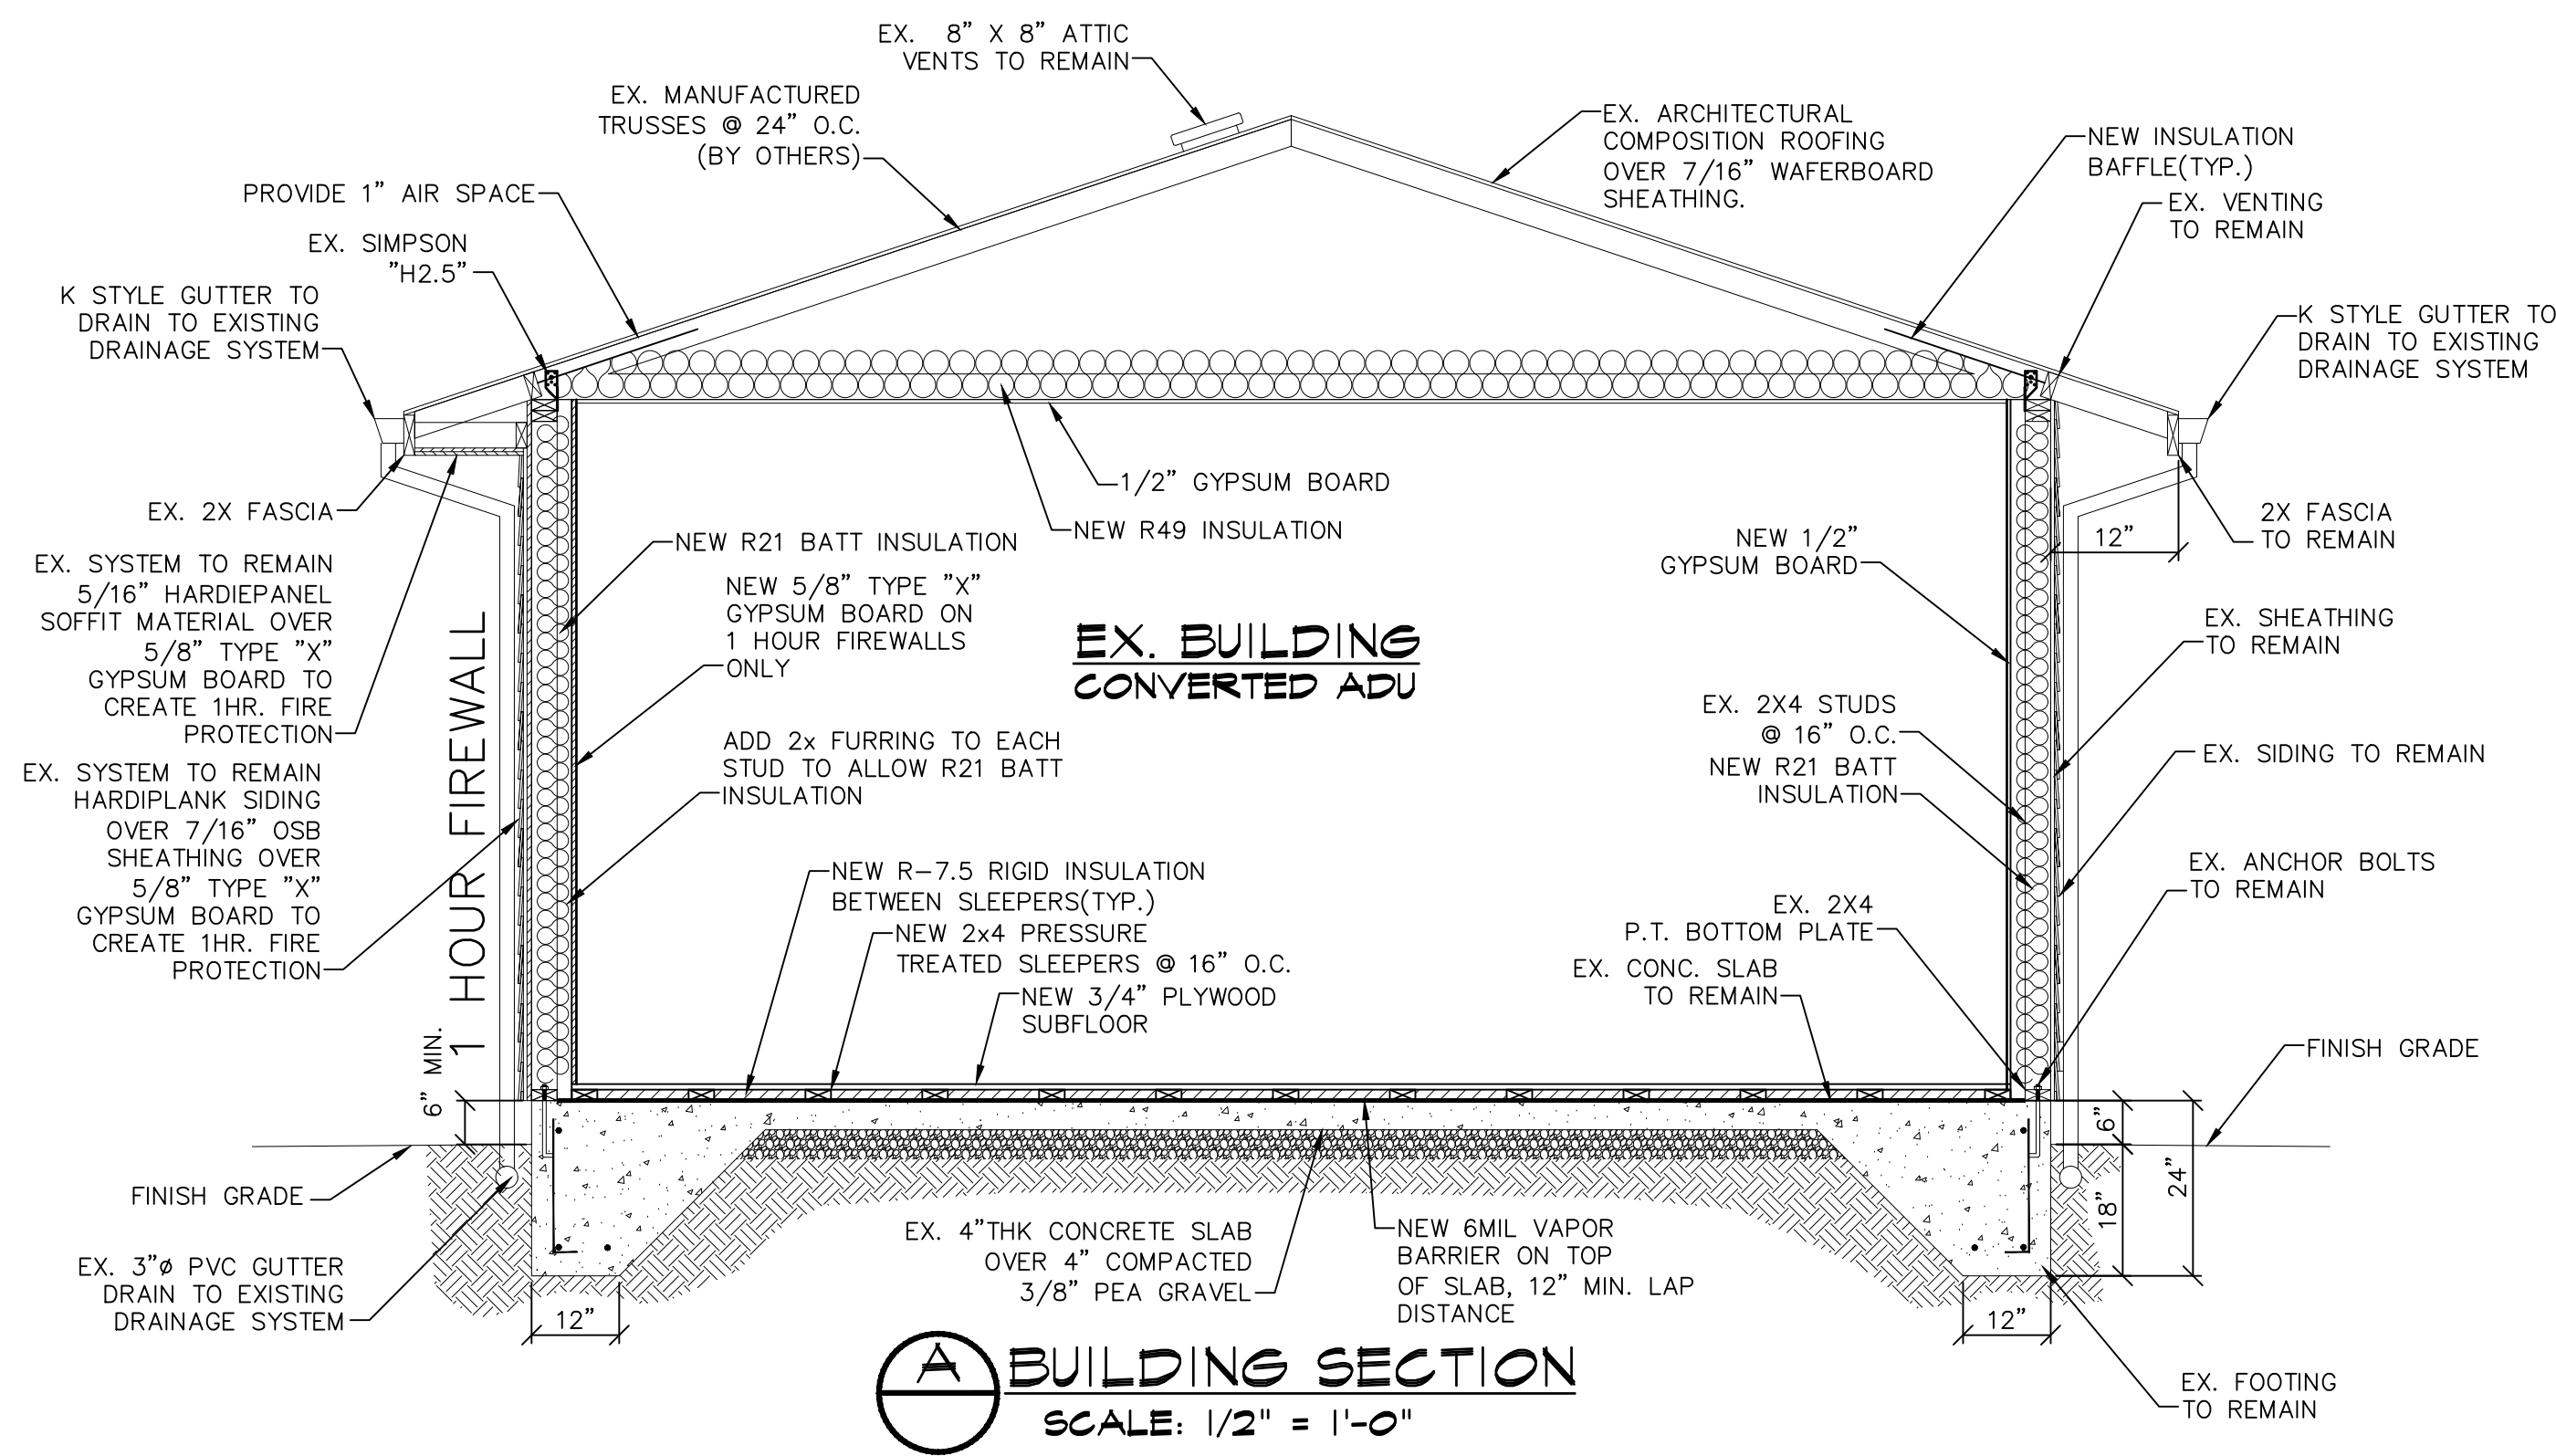 EX.  8” X 8” ATTIC
VENTS TO REMAIN
EX. MANUFACTURED
TRUSSES @ 24” O.C.
(BY OTHERS)
PROVIDE 1” AIR SPACE
EX. SIMPSON
”H2.5”
K STYLE GUTTER TO
DRAIN TO EXISTING
DRAINAGE SYSTEM
EX. ARCHITECTURAL
COMPOSITION ROOFING
OVER 7/16” WAFERBOARD
SHEATHING.
NEW INSULATION
BAFFLE(TYP.)
EX. VENTING
TO REMAIN
K STYLE GUTTER TO
DRAIN TO EXISTING
DRAINAGE SYSTEM
EX. 2X FASCIA
EX. SYSTEM TO REMAIN
5/16” HARDIEPANEL
SOFFIT MATERIAL OVER
5/8” TYPE ”X”
GYPSUM BOARD TO
CREATE 1HR. FIRE
PROTECTION
EX. SYSTEM TO REMAIN
HARDIPLANK SIDING
OVER 7/16” OSB
SHEATHING OVER
5/8” TYPE ”X”
GYPSUM BOARD TO
CREATE 1HR. FIRE
PROTECTION
1 HOUR FIREWALL
6” MIN.
1/2” GYPSUM BOARD
NEW R49 INSULATION
NEW R21 BATT INSULATION
NEW 5/8” TYPE ”X”
GYPSUM BOARD ON
1 HOUR FIREWALLS
ONLY
ADD 2x FURRING TO EACH
STUD TO ALLOW R21 BATT
INSULATION
EX. BUILDING
CONVERTED ADU
NEW R-7.5 RIGID INSULATION
BETWEEN SLEEPERS(TYP.)
NEW 2x4 PRESSURE
TREATED SLEEPERS @ 16” O.C.
NEW 3/4” PLYWOOD
SUBFLOOR
NEW 1/2”
GYPSUM BOARD
EX. 2X4 STUDS
@ 16” O.C.
NEW R21 BATT
INSULATION
EX. 2X4
P.T. BOTTOM PLATE
EX. CONC. SLAB
TO REMAIN
12”
2X FASCIA
TO REMAIN
EX. SHEATHING
TO REMAIN
EX. SIDING TO REMAIN
EX. ANCHOR BOLTS
TO REMAIN
FINISH GRADE
6”
18”
24”
FINISH GRADE
EX. 3”ø PVC GUTTER
DRAIN TO EXISTING
DRAINAGE SYSTEM
12”
EX. 4”THK CONCRETE SLAB
OVER 4” COMPACTED
3/8” PEA GRAVEL
NEW 6MIL VAPOR
BARRIER ON TOP
OF SLAB, 12” MIN. LAP
DISTANCE
12”
EX. FOOTING
TO REMAIN
A
BUILDING SECTION
SCALE: 1/2" = 1'-0"